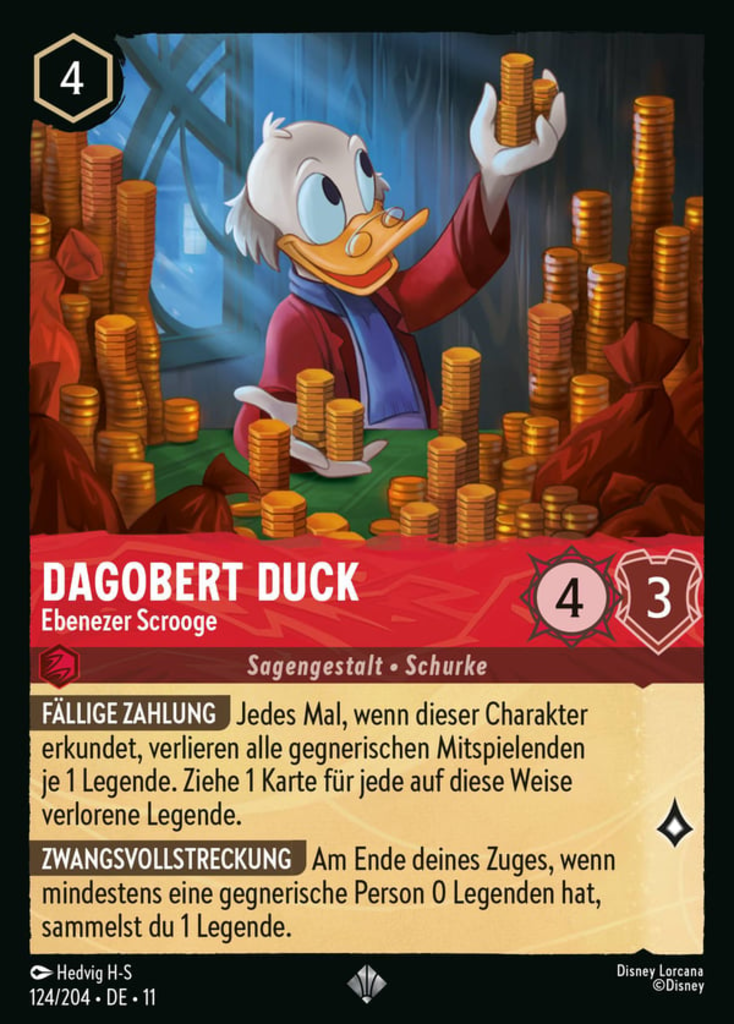 4
DAGOBERT DUCK
Ebenezer Scrooge
4 3
Sagengestalt • Schurke
FÄLLIGE ZAHLUNG Jedes Mal, wenn dieser Charakter
erkundet, verlieren alle gegnerischen Mitspielenden
je 1 Legende. Ziehe 1 Karte für jede auf diese Weise
verlorene Legende.
ZWANGSVOLLSTRECKUNG Am Ende deines Zuges, wenn
mindestens eine gegnerische Person 0 Legenden hat,
sammelst du 1 Legende.
Hedvig H-S
124/204 • DE • 11
Disney Lorcana
©Disney